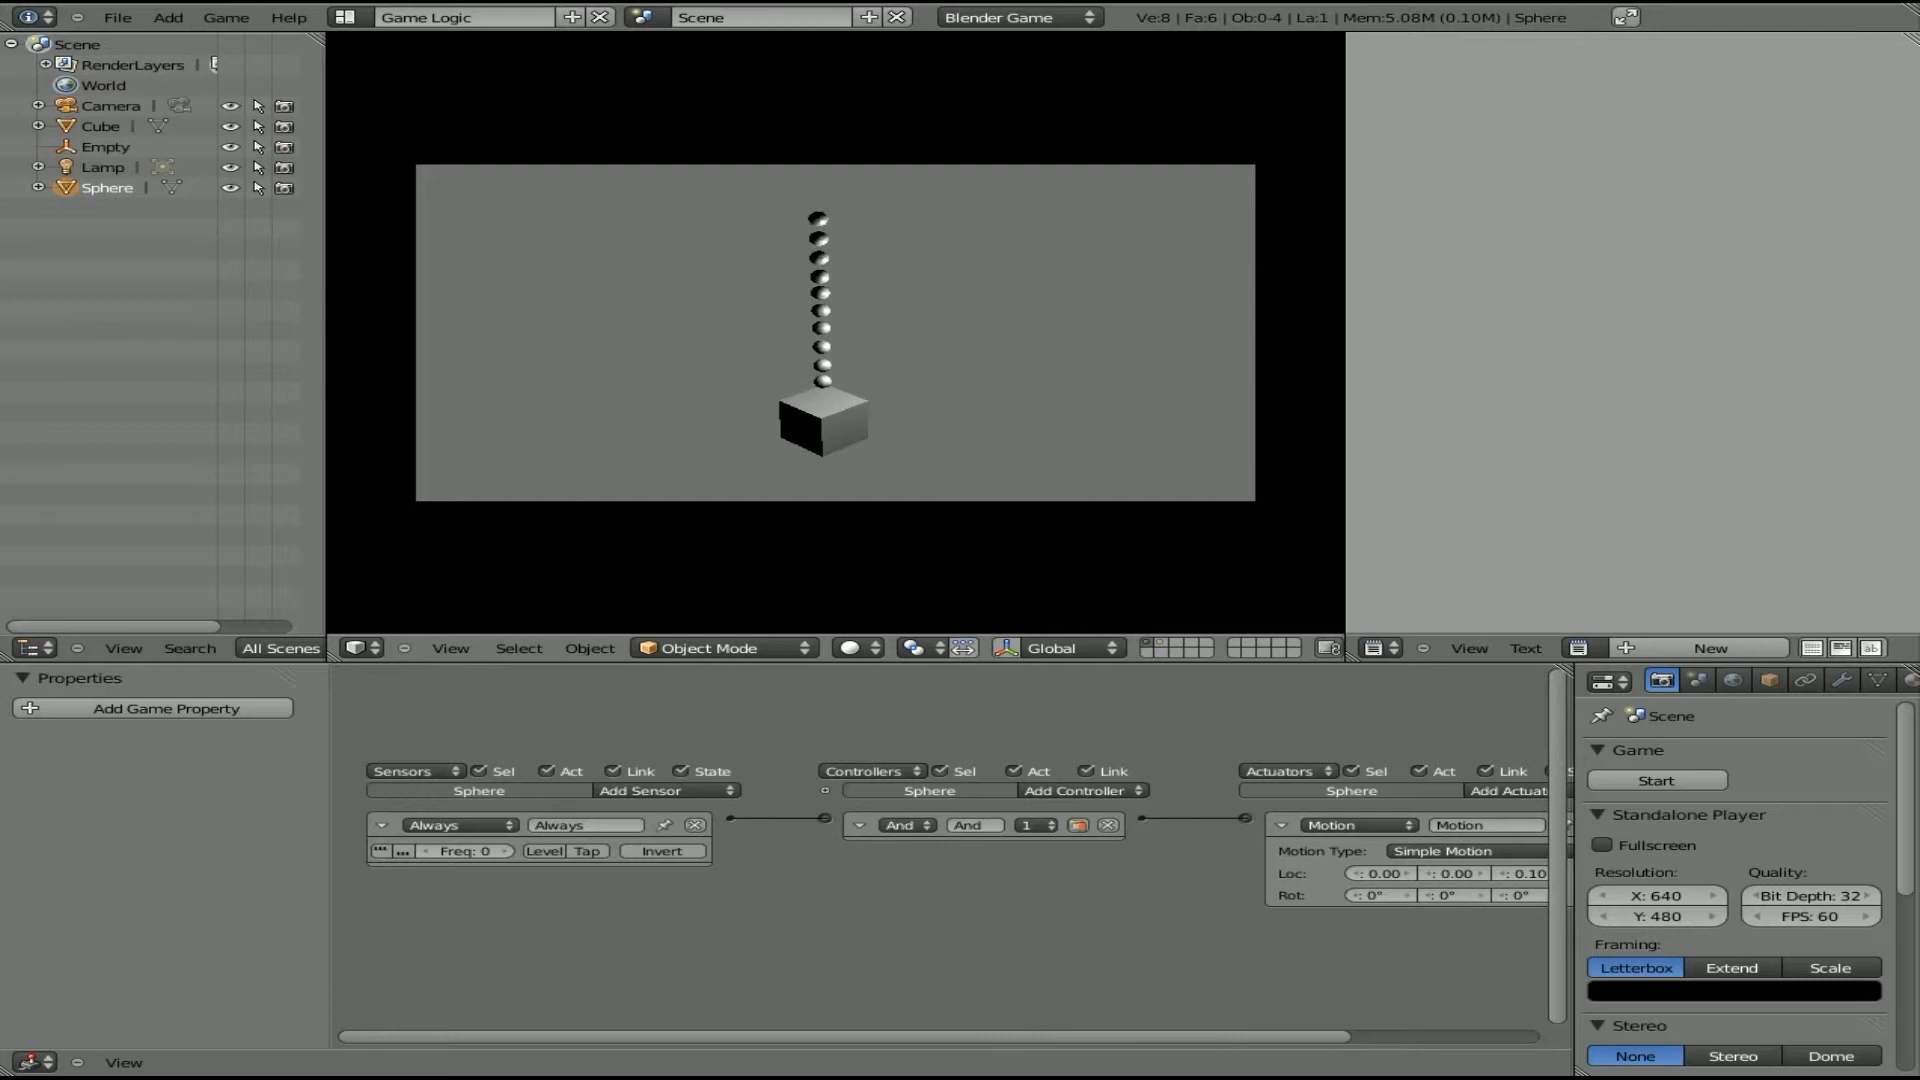 File Add Game Help Game Logic Scene Blender Game Ve:8 | Fa:6 | Ob:0-4 | La:1 | Mem:5.08M (0.10M) | Sphere
Scene
RenderLayers |
World
Camera |
Cube |
Empty
Lamp |
Sphere |
View Search All Scenes
View Select Object Object Mode Global
View Text New
Properties
Add Game Property
Sensors Sel Act Link State
Sphere Add Sensor
Always Always
Freq: 0 Level Tap Invert
Controllers Sel Act Link
Sphere Add Controller
And And 1
Actuators Sel Act Link S
Sphere Add Actuat
Motion Motion
Motion Type: Simple Motion
Loc: : 0.00 : 0.00 : 0.10
Rot: : 0° : 0° : 0°
View
Scene
Game
Start
Standalone Player
Fullscreen
Resolution: Quality:
X: 640 Bit Depth: 32
Y: 480 FPS: 60
Framing:
Letterbox Extend Scale
Stereo
None Stereo Dome